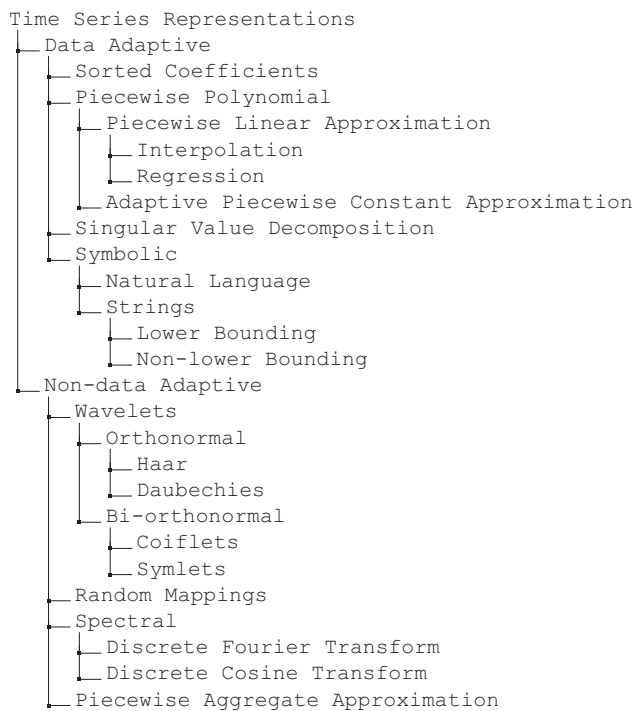 Time Series Representations
Data Adaptive
Sorted Coefficients
Piecewise Polynomial
Piecewise Linear Approximation
Interpolation
Regression
Adaptive Piecewise Constant Approximation
Singular Value Decomposition
Symbolic
Natural Language
Strings
Lower Bounding
Non-lower Bounding
Non-data Adaptive
Wavelets
Orthonormal
Haar
Daubechies
Bi-orthonormal
Coiflets
Symlets
Random Mappings
Spectral
Discrete Fourier Transform
Discrete Cosine Transform
Piecewise Aggregate Approximation